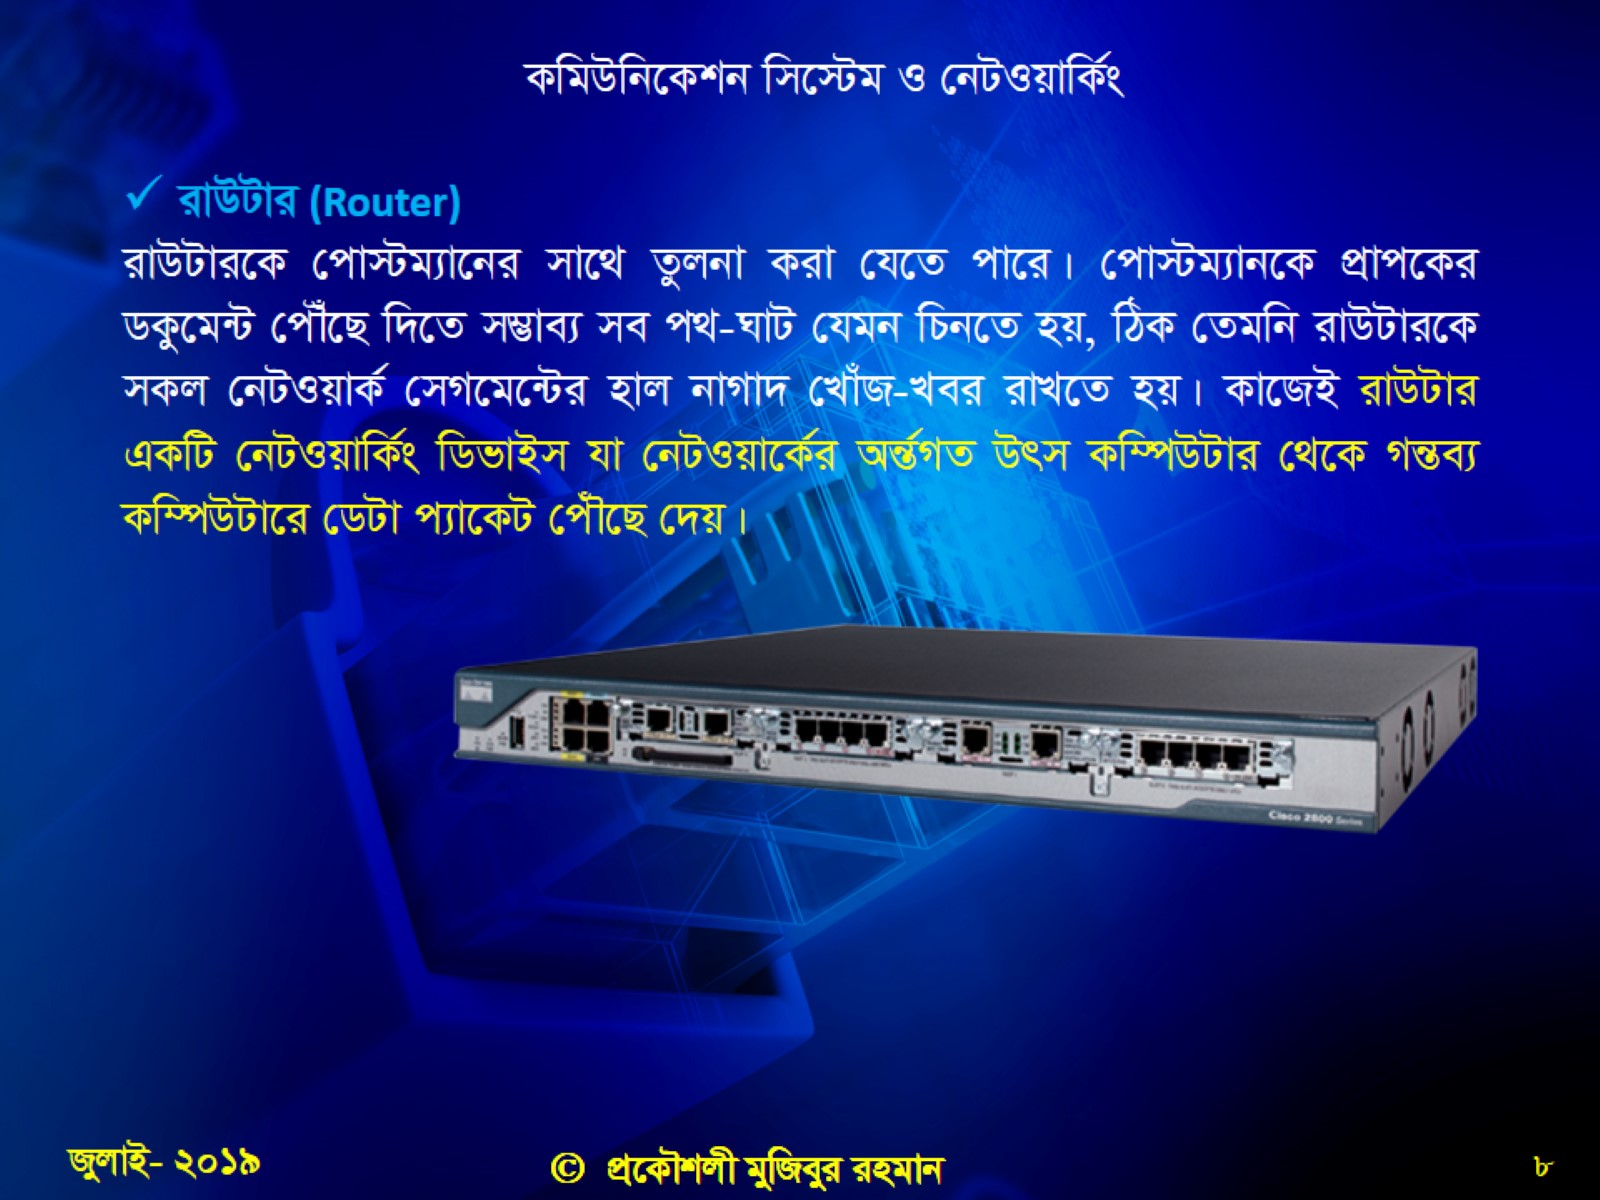 কমিউনিকেশন সিস্টেম ও নেটওয়ার্কিং
✓ রাউটার (Router)
রাউটারকে পোস্টম্যানের সাথে তুলনা করা যেতে পারে। পোস্টম্যানকে প্রাপকের
ডকুমেন্ট পৌঁছে দিতে সম্ভাব্য সব পথ-ঘাট যেমন চিনতে হয়, ঠিক তেমনি রাউটারকে
সকল নেটওয়ার্ক সেগমেন্টের হাল নাগাদ খোঁজ-খবর রাখতে হয়। কাজেই রাউটার
একটি নেটওয়ার্কিং ডিভাইস যা নেটওয়ার্কের অর্ন্তগত উৎস কম্পিউটার থেকে গন্তব্য
কম্পিউটারে ডেটা প্যাকেট পৌঁছে দেয়।
Cisco 2800 Series
জুলাই- ২০১৯
© প্রকৌশলী মুজিবুর রহমান
৮